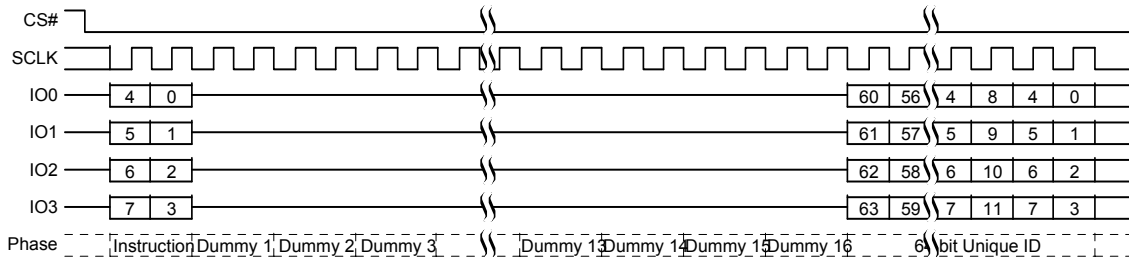 CS#
SCLK
IO0 4 0 60 56 4 8 4 0
IO1 5 1 61 57 5 9 5 1
IO2 6 2 62 58 6 10 6 2
IO3 7 3 63 59 7 11 7 3
Phase Instruction Dummy 1 Dummy 2 Dummy 3 Dummy 13 Dummy 14 Dummy 15 Dummy 16 bit Unique ID